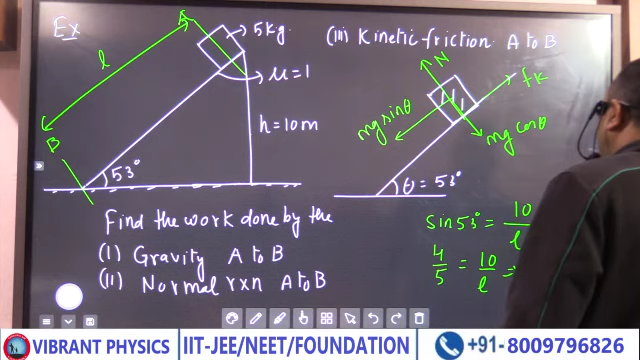 Ex
A
5kg
l
μ = 1
h = 10m
B
53°
Find the work done by the
(I) Gravity A to B
(II) Normal rxn A to B
(III) Kinetic friction A to B
N
fK
mg sinθ
mg cosθ
θ = 53°
sin53° = 10/l
4/5 = 10/l ⇒
VIBRANT PHYSICS
IIT-JEE/NEET/FOUNDATION
+91-8009796826